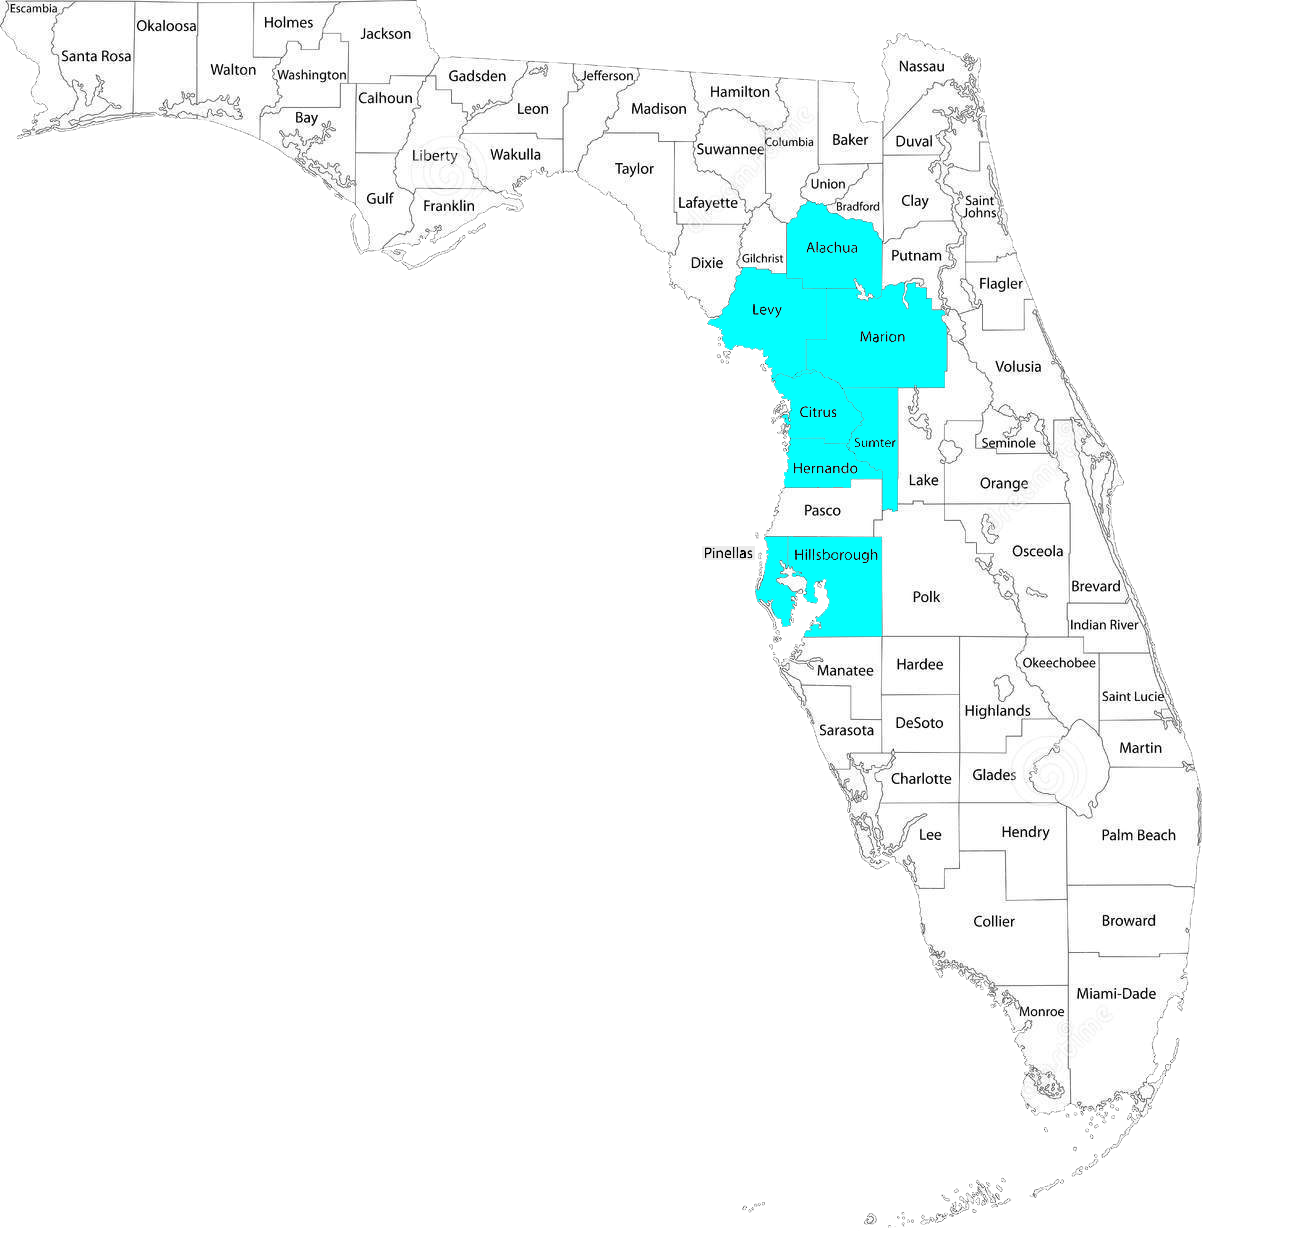 Escambia
Santa Rosa
Okaloosa
Walton
Holmes
Washington
Jackson
Bay
Calhoun
Gulf
Liberty
Gadsden
Franklin
Leon
Wakulla
Jefferson
Madison
Taylor
Hamilton
Suwannee
Lafayette
Columbia
Dixie
Gilchrist
Baker
Union
Bradford
Nassau
Duval
Clay
Saint
Johns
Alachua
Putnam
Flagler
Levy
Marion
Volusia
Citrus
Sumter
Hernando
Lake
Seminole
Orange
Pasco
Pinellas
Hillsborough
Polk
Osceola
Brevard
Indian River
Manatee
Hardee
Okeechobee
Highlands
Saint Lucie
Sarasota
DeSoto
Martin
Charlotte
Glades
Lee
Hendry
Palm Beach
Collier
Broward
Miami-Dade
Monroe